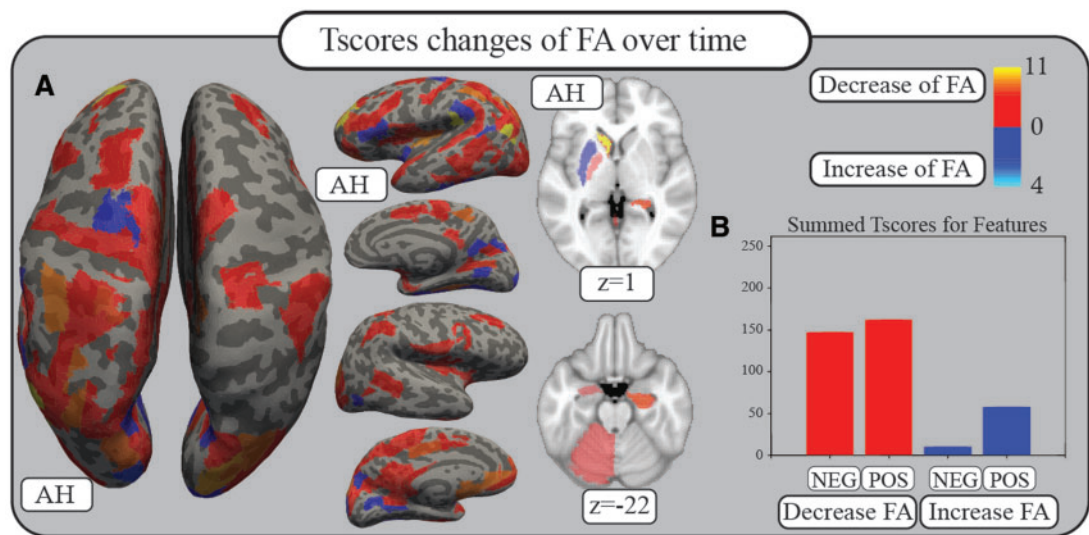 Tscores changes of FA over time
A
AH
AH
AH
z=1
z=-22
Decrease of FA
Increase of FA
11
0
4
B
Summed Tscores for Features
250
200
150
100
50
0
NEG POS NEG POS
Decrease FA Increase FA